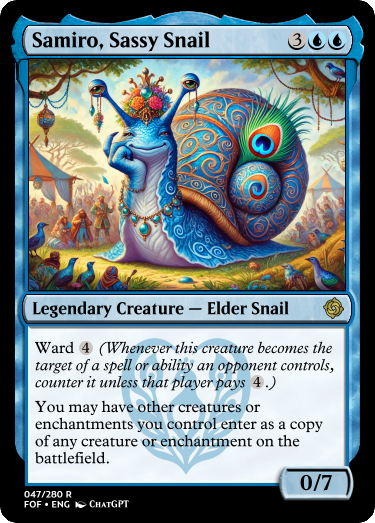 Samiro, Sassy Snail 3
Legendary Creature — Elder Snail
Ward 4 (Whenever this creature becomes the
target of a spell or ability an opponent controls,
counter it unless that player pays 4.)
You may have other creatures or
enchantments you control enter as a copy
of any creature or enchantment on the
battlefield.
0/7
047/280 R
FOF • ENG ChatGPT